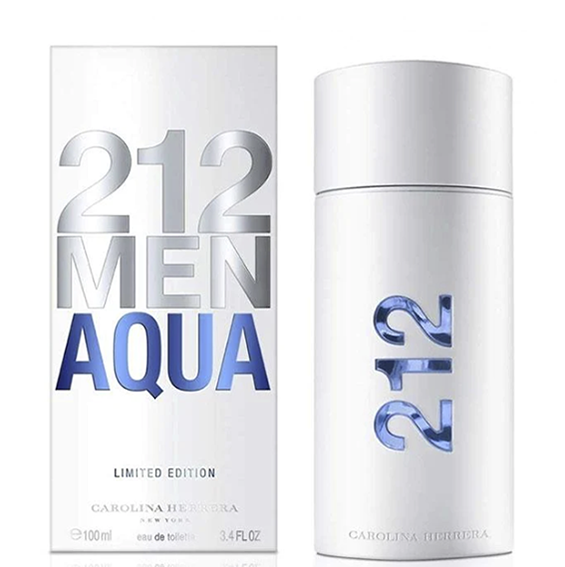 212
MEN
AQUA
LIMITED EDITION
CAROLINA HERRERA
NEW YORK
℮100ml eau de toilette 3.4 FL OZ
212
CAROLINA HERRERA